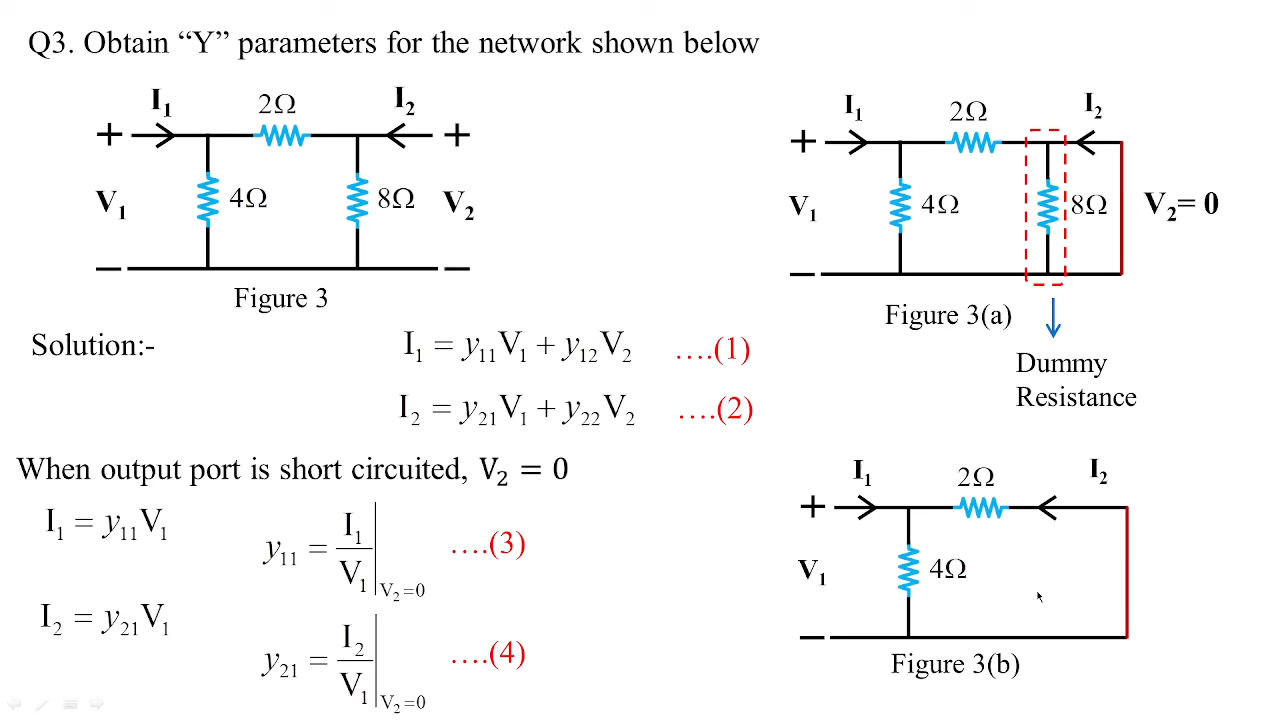 Q3. Obtain “Y” parameters for the network shown below
I₁ 2Ω I₂
+ +
V₁ 4Ω 8Ω V₂
– –
Figure 3
I₁ 2Ω I₂
+
V₁ 4Ω 8Ω V₂= 0
–
Figure 3(a)
Dummy
Resistance
Solution:-
I₁ = y₁₁V₁ + y₁₂V₂ ….(1)
I₂ = y₂₁V₁ + y₂₂V₂ ….(2)
When output port is short circuited, V₂ = 0
I₁ = y₁₁V₁
y₁₁ = I₁/V₁|V₂=0 ….(3)
I₂ = y₂₁V₁
y₂₁ = I₂/V₁|V₂=0 ….(4)
I₁ 2Ω I₂
+
V₁ 4Ω
–
Figure 3(b)